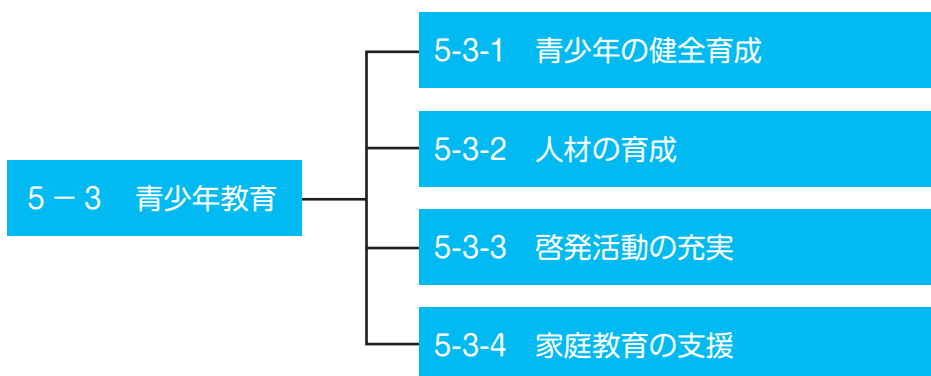 5－3　青少年教育
5-3-1　青少年の健全育成
5-3-2　人材の育成
5-3-3　啓発活動の充実
5-3-4　家庭教育の支援